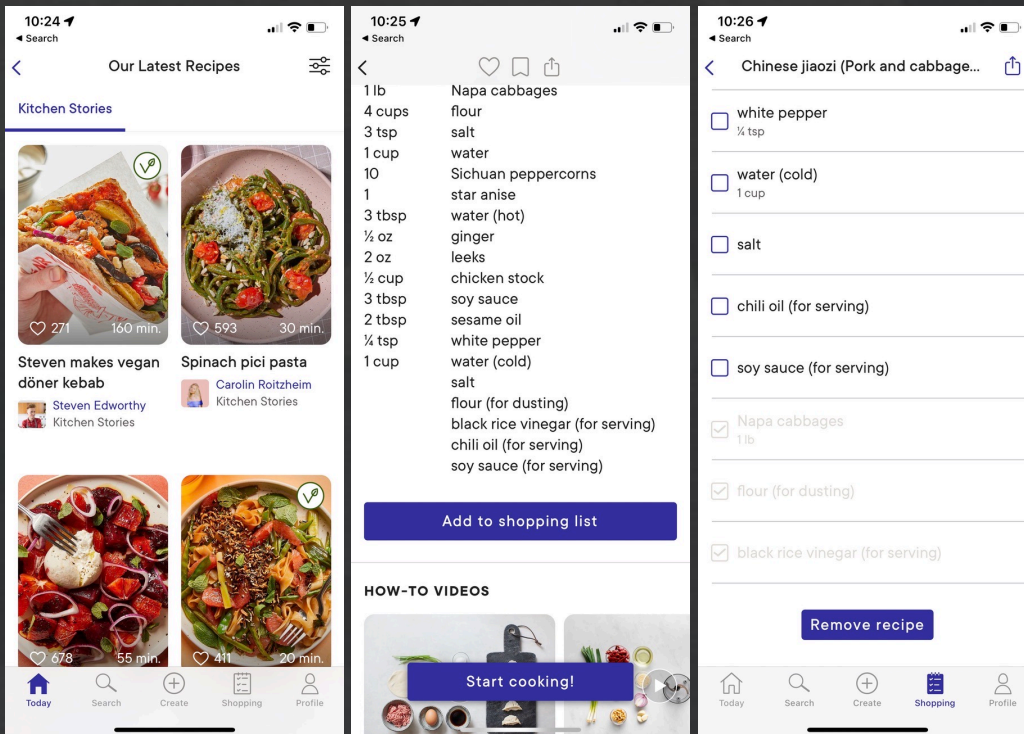 10:24
◄ Search
Our Latest Recipes
Kitchen Stories
271
160 min.
593
30 min.
Steven makes vegan
döner kebab
Steven Edworthy
Kitchen Stories
Spinach pici pasta
Carolin Roitzheim
Kitchen Stories
678
55 min.
411
20 min.
Today
Search
Create
Shopping
Profile
10:25
◄ Search
1 lb Napa cabbages
4 cups flour
3 tsp salt
1 cup water
10 Sichuan peppercorns
1 star anise
3 tbsp water (hot)
½ oz ginger
2 oz leeks
½ cup chicken stock
3 tbsp soy sauce
2 tbsp sesame oil
¼ tsp white pepper
1 cup water (cold)
salt
flour (for dusting)
black rice vinegar (for serving)
chili oil (for serving)
soy sauce (for serving)
Add to shopping list
HOW-TO VIDEOS
Start cooking!
10:26
◄ Search
Chinese jiaozi (Pork and cabbage...
white pepper
¼ tsp
water (cold)
1 cup
salt
chili oil (for serving)
soy sauce (for serving)
Napa cabbages
1 lb
flour (for dusting)
black rice vinegar (for serving)
Remove recipe
Today
Search
Create
Shopping
Profile